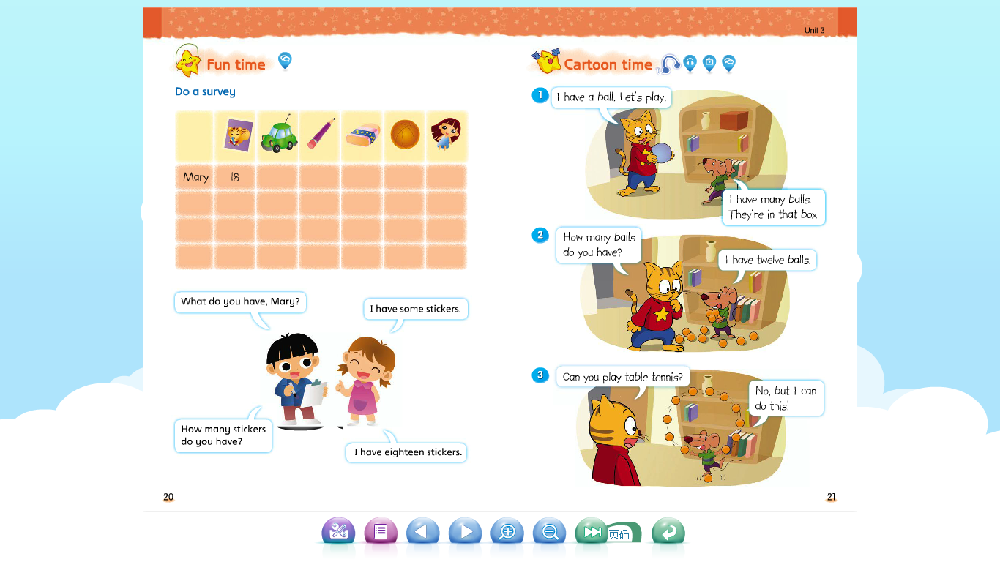 Unit 3
Fun time
Do a survey
Mary 18
What do you have, Mary?
I have some stickers.
How many stickers
do you have?
I have eighteen stickers.
20
Cartoon time
1
I have a ball. Let's play.
I have many balls.
They're in that box.
2
How many balls
do you have?
I have twelve balls.
3
Can you play table tennis?
No, but I can
do this!
21
页码